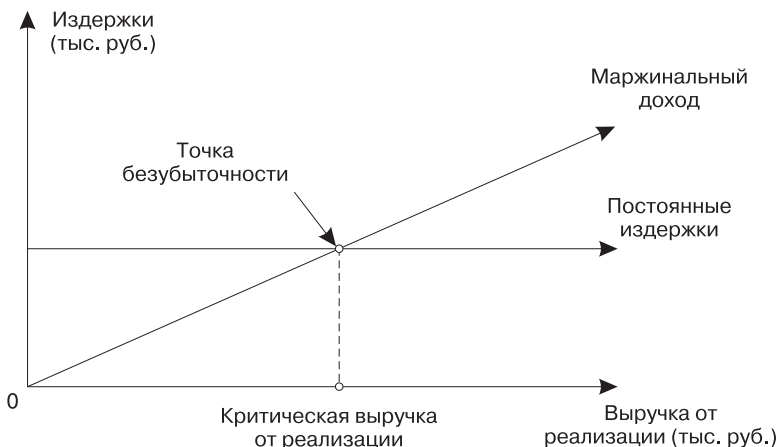 Издержки
(тыс. руб.)
Маржинальный
доход
Точка
безубыточности
Постоянные
издержки
0
Критическая выручка
от реализации
Выручка от
реализации (тыс. руб.)